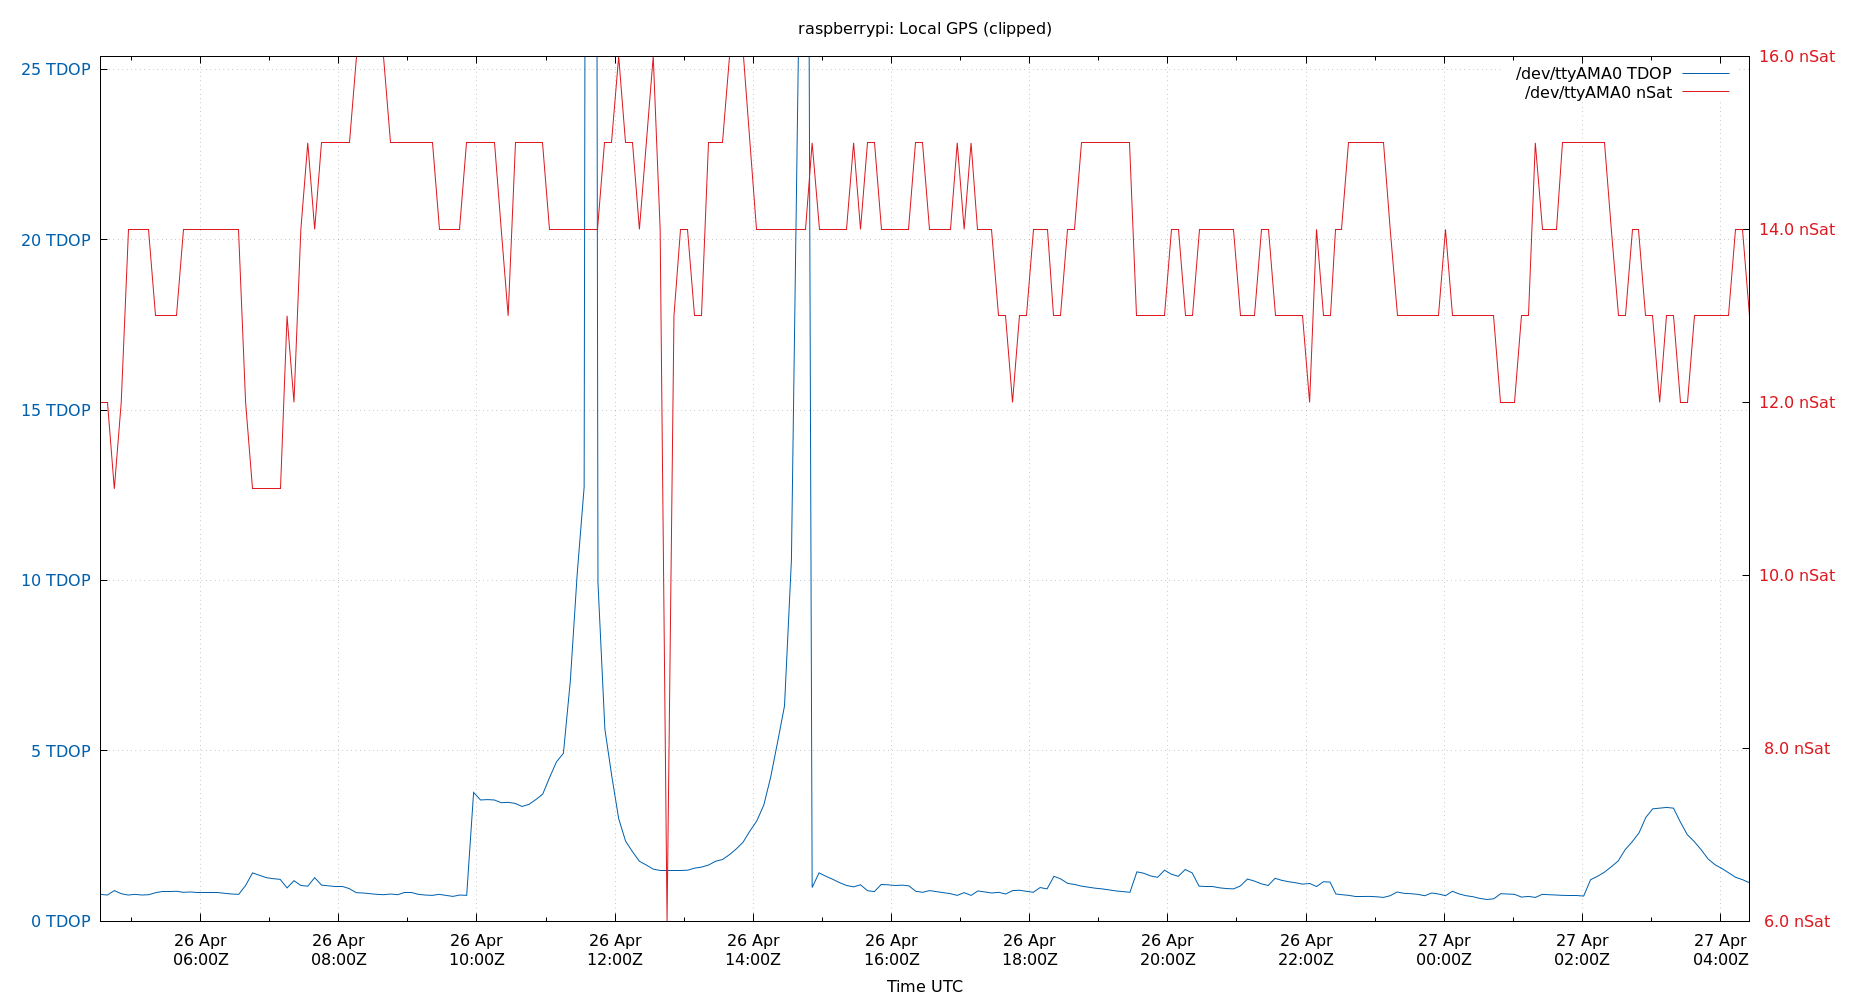 raspberrypi: Local GPS (clipped)
25 TDOP
20 TDOP
15 TDOP
10 TDOP
5 TDOP
0 TDOP
16.0 nSat
14.0 nSat
12.0 nSat
10.0 nSat
8.0 nSat
6.0 nSat
/dev/ttyAMA0 TDOP
/dev/ttyAMA0 nSat
26 Apr 26 Apr 26 Apr 26 Apr 26 Apr 26 Apr 26 Apr 26 Apr 26 Apr 27 Apr 27 Apr 27 Apr
06:00Z 08:00Z 10:00Z 12:00Z 14:00Z 16:00Z 18:00Z 20:00Z 22:00Z 00:00Z 02:00Z 04:00Z
Time UTC